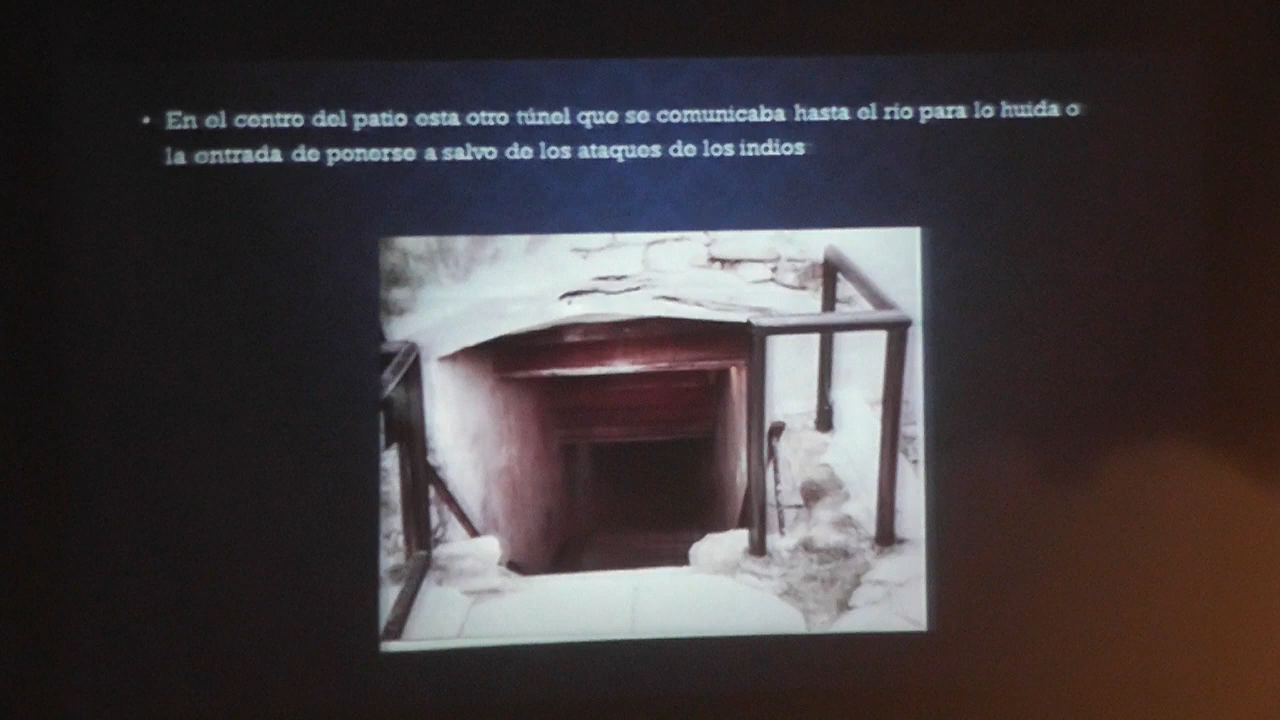 • En el centro del patio esta otro túnel que se comunicaba hasta el rio para lo huida o
la entrada de ponerse a salvo de los ataques de los indios